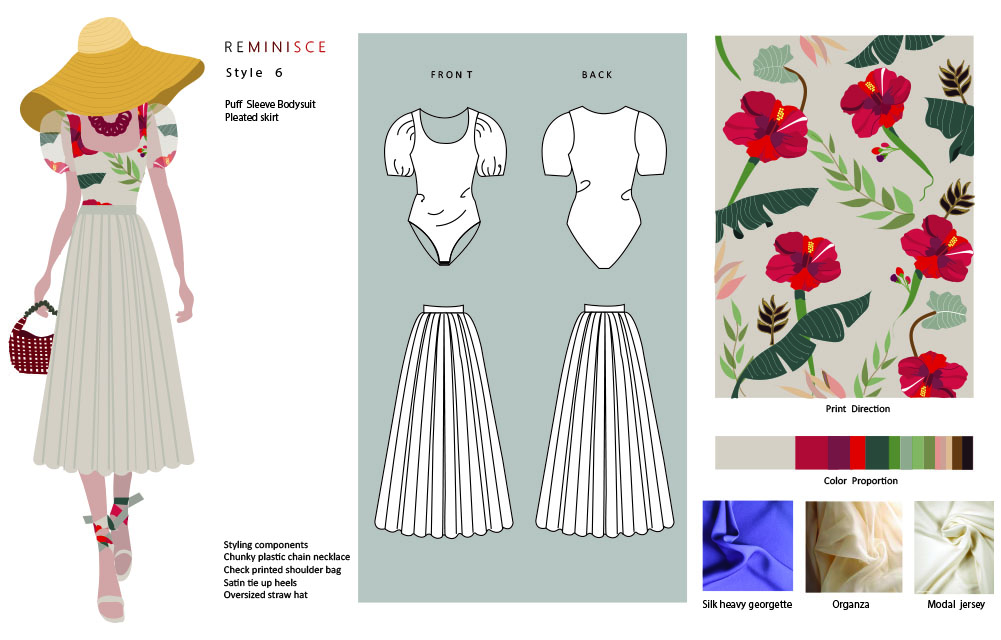 REMINISCE
Style 6
Puff Sleeve Bodysuit
Pleated skirt
Styling components
Chunky plastic chain necklace
Check printed shoulder bag
Satin tie up heels
Oversized straw hat
FRONT
BACK
Print Direction
Color Proportion
Silk heavy georgette
Organza
Modal jersey